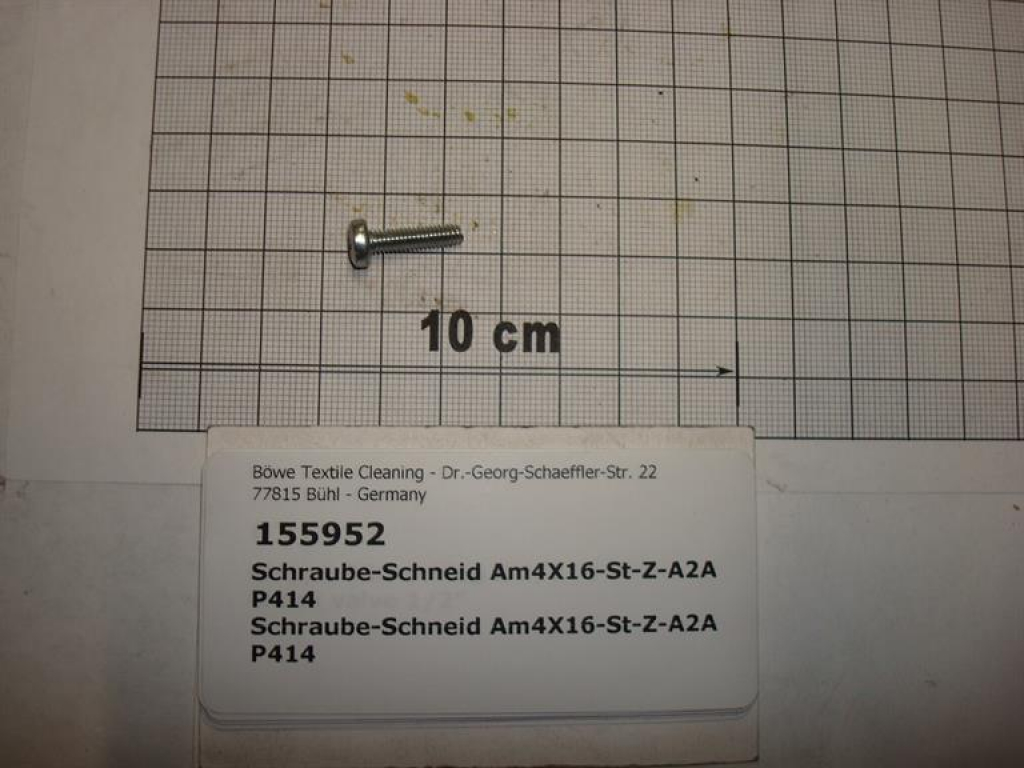 10 cm
Böwe Textile Cleaning - Dr.-Georg-Schaeffler-Str. 22
77815 Bühl - Germany
155952
Schraube-Schneid Am4X16-St-Z-A2A
P414
Schraube-Schneid Am4X16-St-Z-A2A
P414